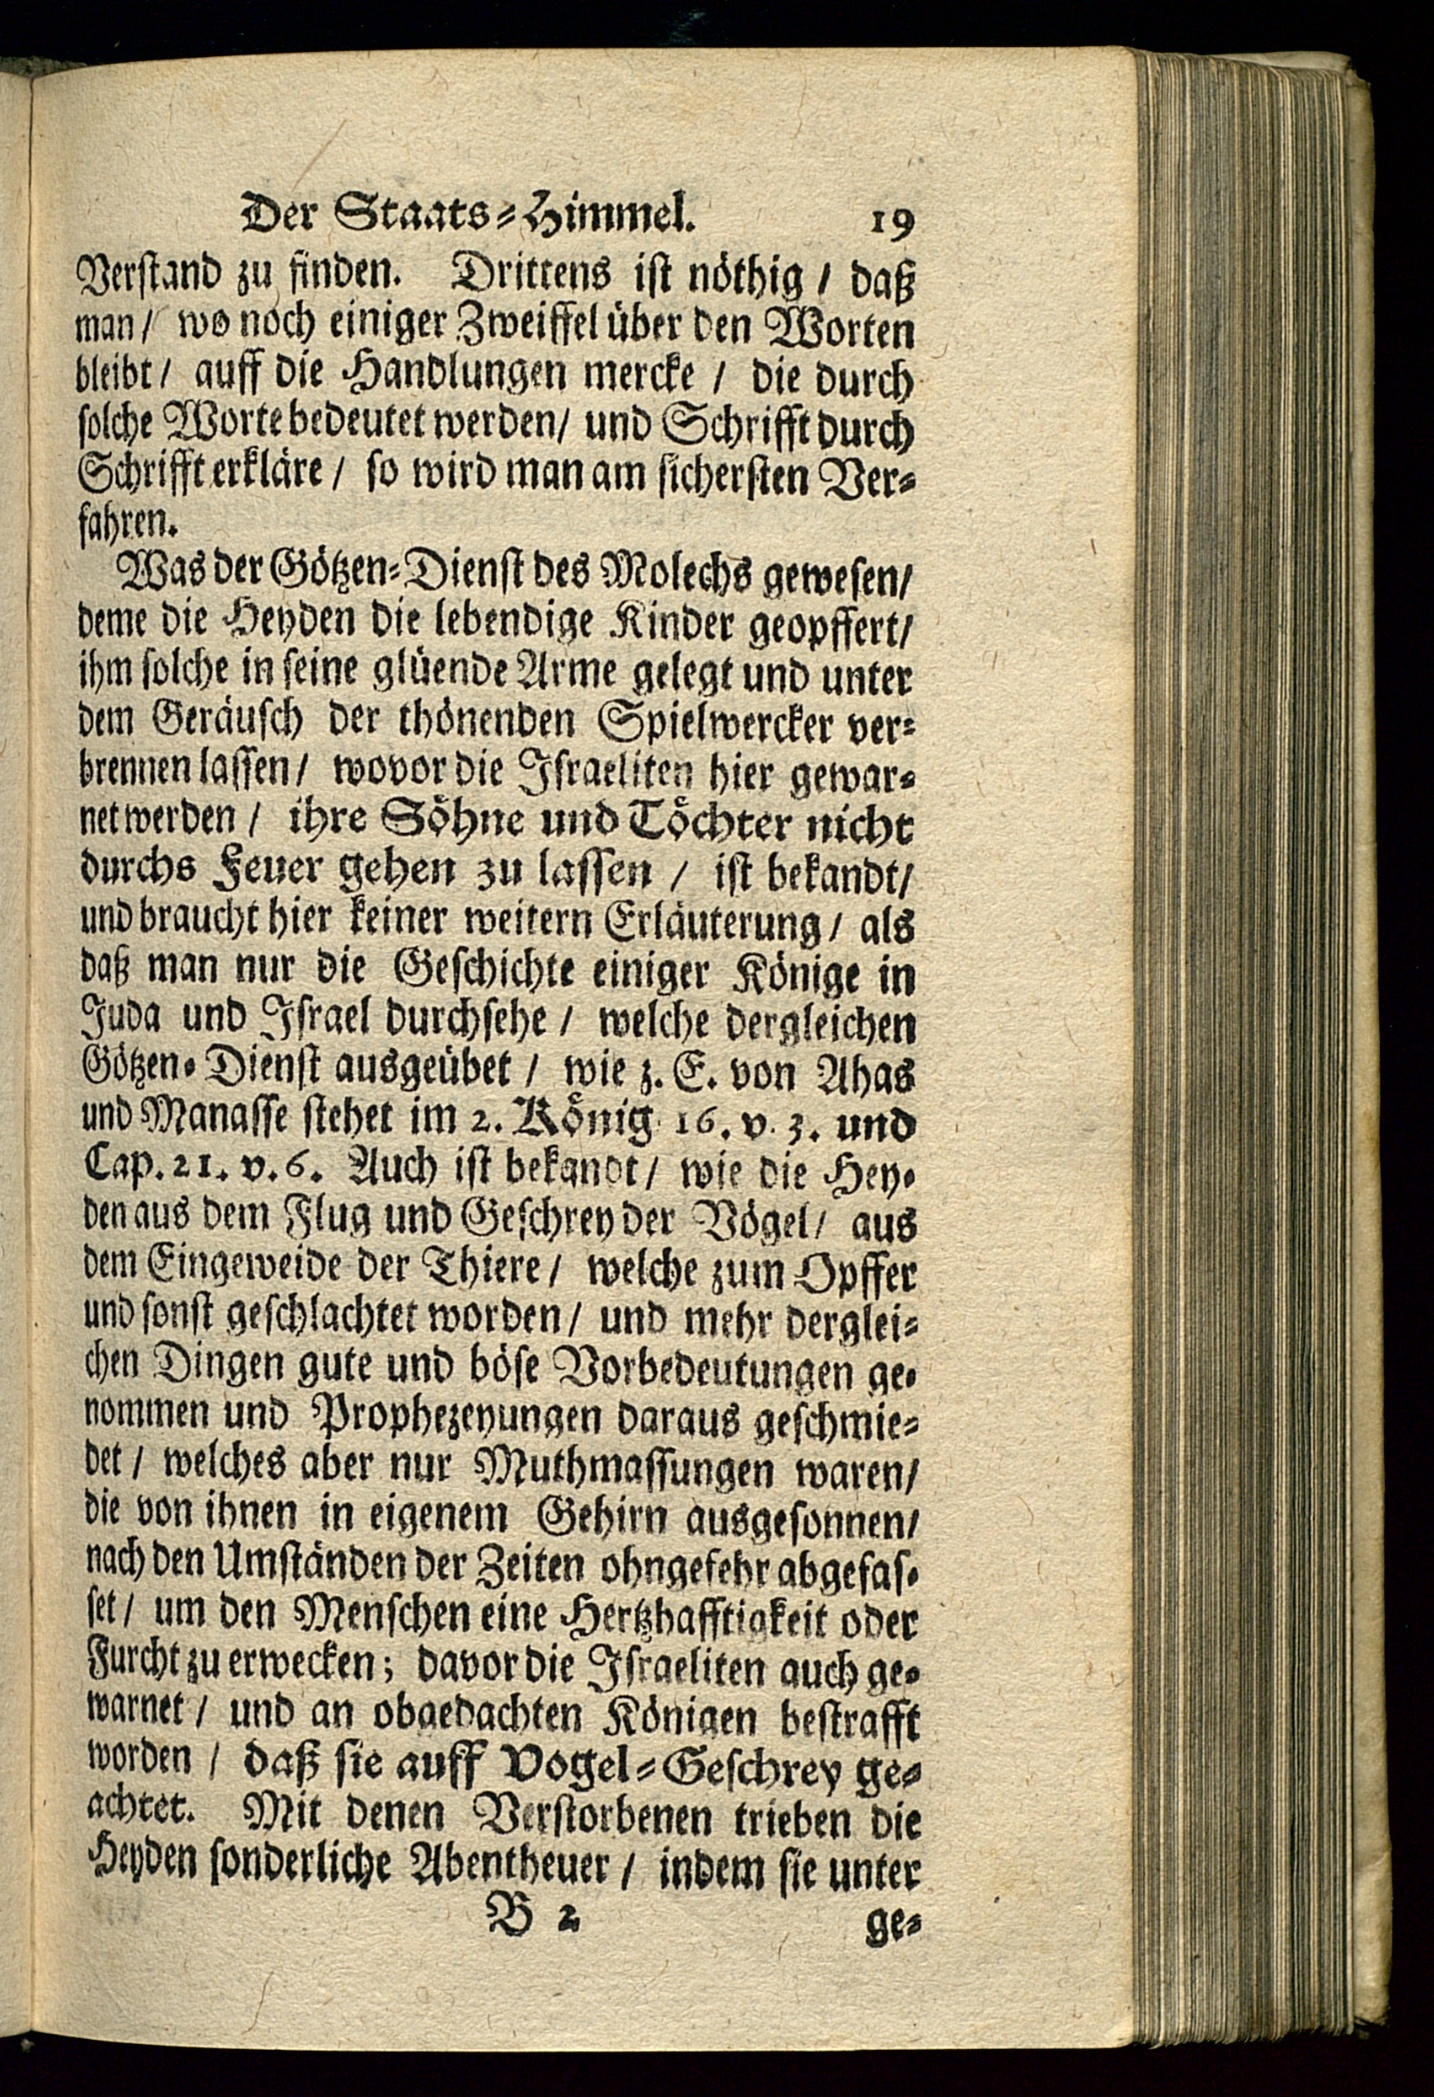 Der Staats-Himmel. 19
Verstand zu finden. Drittens ist nöthig / daß
man / wo noch einiger Zweiffel über den Worten
bleibt / auff die Handlungen mercke / die durch
solche Worte bedeutet werden / und Schrifft durch
Schrifft erkläre / so wird man am sichersten Ver-
fahren.
Was der Götzen-Dienst des Molechs gewesen /
deme die Heyden die lebendige Kinder geopffert /
ihm solche in seine glüende Arme gelegt und unter
dem Geräusch der thönenden Spielwercker ver-
brennen lassen / wovor die Israeliten hier gewar-
net werden / ihre Söhne und Töchter nicht
durchs Feuer gehen zu lassen / ist bekandt /
und braucht hier keiner weitern Erläuterung / als
daß man nur die Geschichte einiger Könige in
Juda und Israel durchsehe / welche dergleichen
Götzen-Dienst ausgeübet / wie z. E. von Ahas
und Manasse stehet im 2. König 16. v. 3. und
Cap. 21. v. 6. Auch ist bekandt / wie die Hey-
den aus dem Flug und Geschrey der Vögel / aus
dem Eingeweide der Thiere / welche zum Opffer
und sonst geschlachtet worden / und mehr derglei-
chen Dingen gute und böse Vorbedeutungen ge-
nommen und Prophezeyungen daraus geschmie-
det / welches aber nur Muthmassungen waren /
die von ihnen in eigenem Gehirn ausgesonnen /
nach den Umständen der Zeiten ohngefehr abgefas-
set / um den Menschen eine Hertzhafftigkeit oder
Furcht zu erwecken; davor die Israeliten auch ge-
warnet / und an obgedachten Königen bestrafft
worden / daß sie auff Vogel-Geschrey ge-
achtet. Mit denen Verstorbenen trieben die
Heyden sonderliche Abentheuer / indem sie unter
B 2 ge-